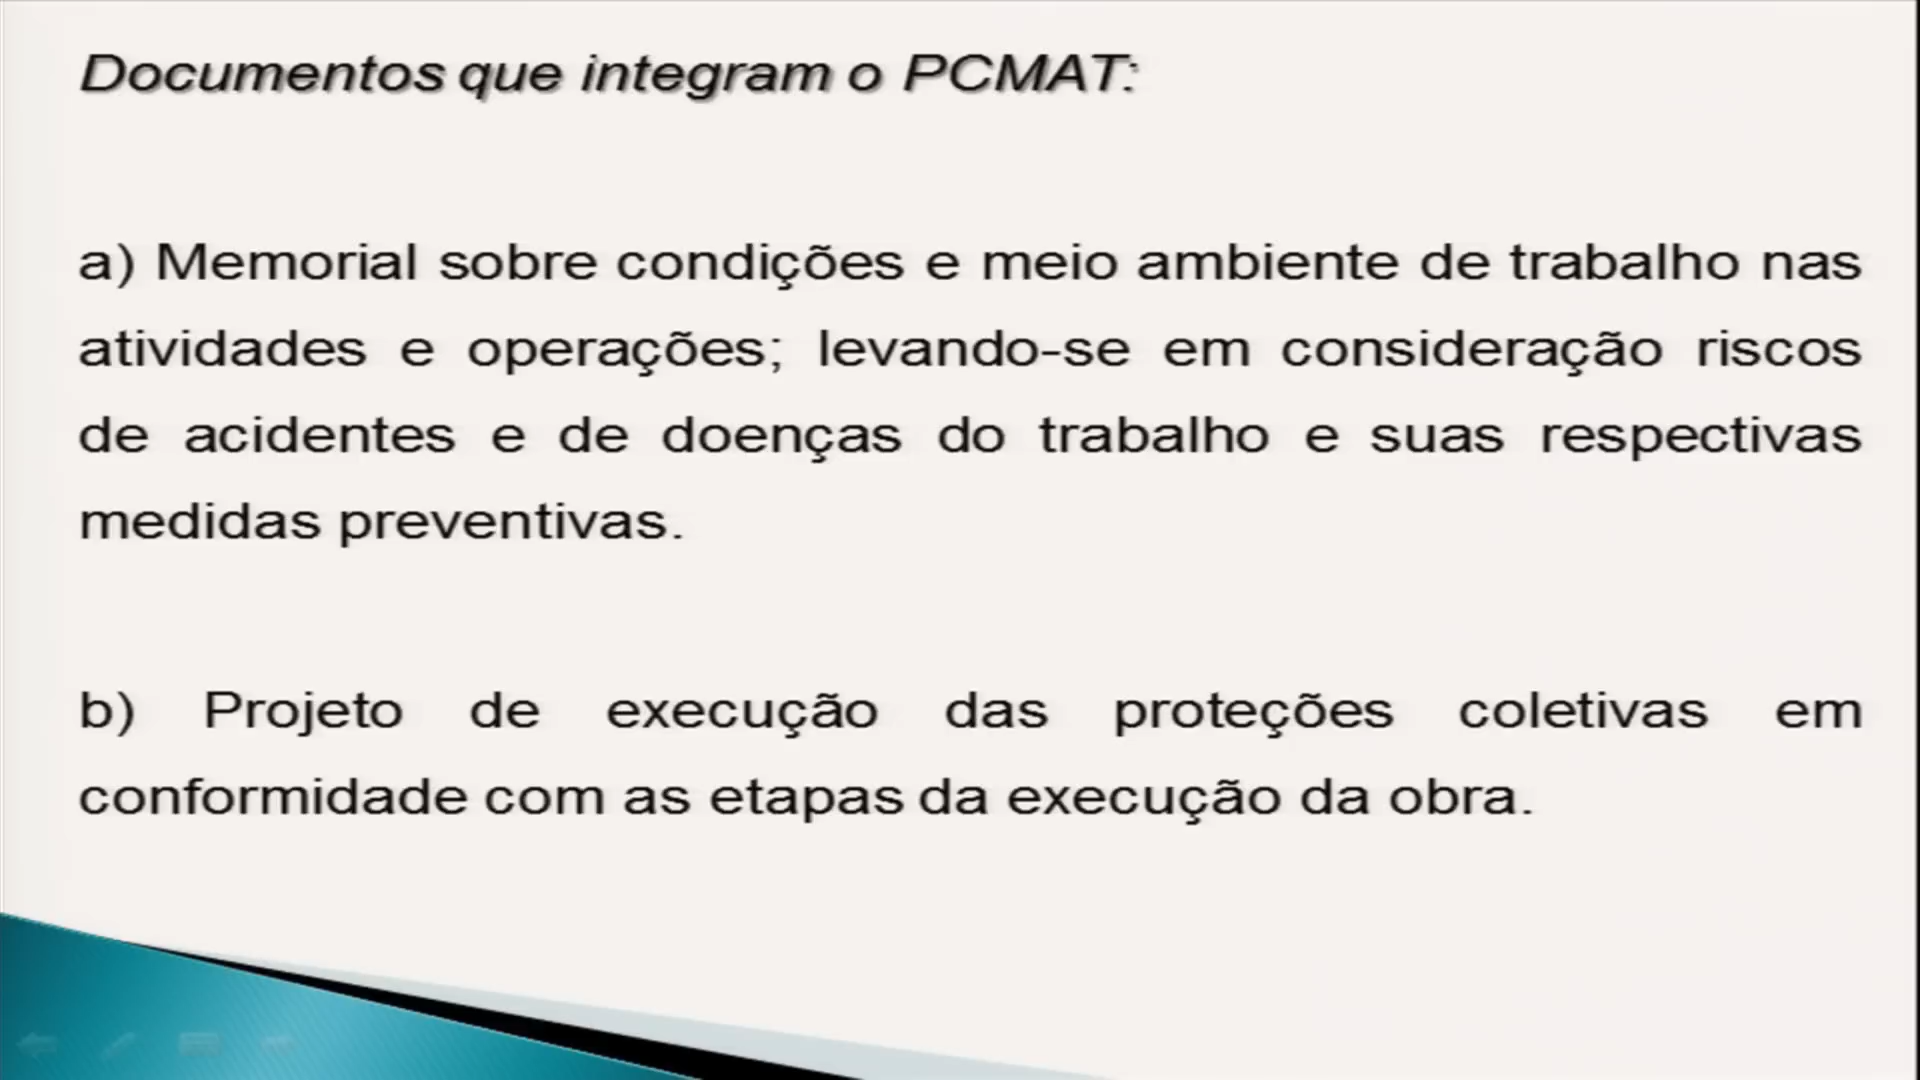 Documentos que integram o PCMAT:
a) Memorial sobre condições e meio ambiente de trabalho nas
atividades e operações; levando-se em consideração riscos
de acidentes e de doenças do trabalho e suas respectivas
medidas preventivas.
b) Projeto de execução das proteções coletivas em
conformidade com as etapas da execução da obra.